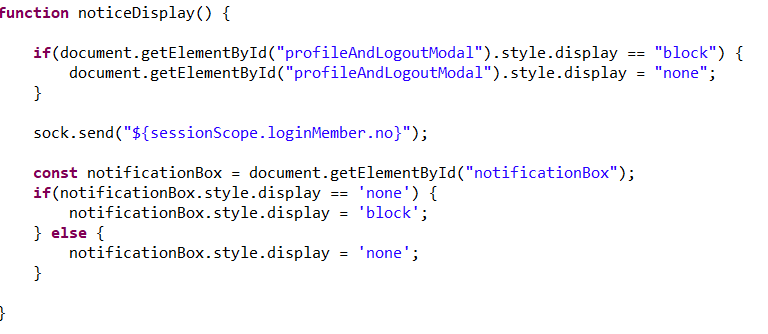 function noticeDisplay() {
if(document.getElementById("profileAndLogoutModal").style.display == "block") {
document.getElementById("profileAndLogoutModal").style.display = "none";
}
sock.send("${sessionScope.loginMember.no}");
const notificationBox = document.getElementById("notificationBox");
if(notificationBox.style.display == 'none') {
notificationBox.style.display = 'block';
} else {
notificationBox.style.display = 'none';
}
}